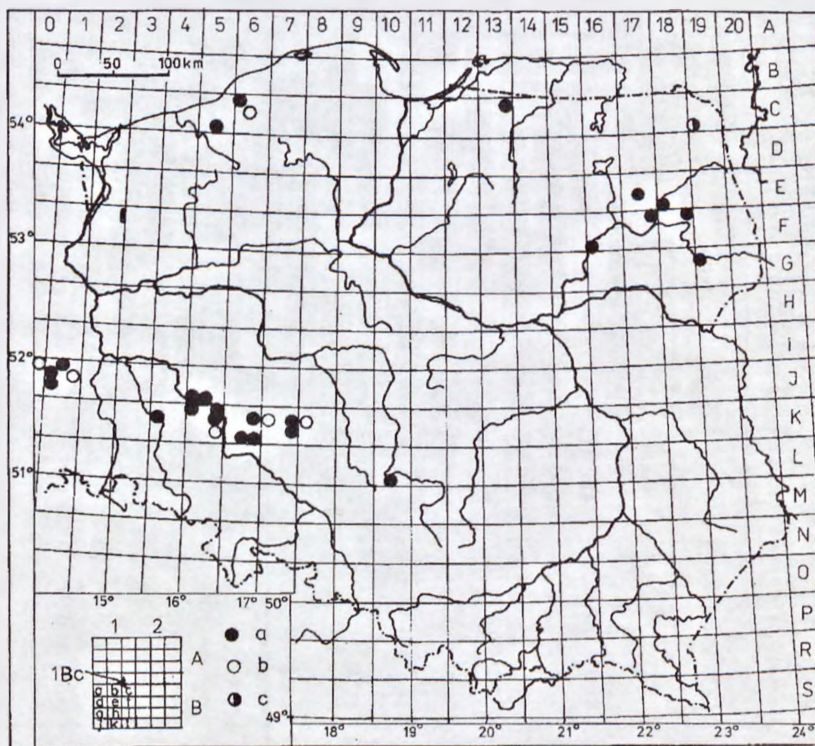 0 1 2 3 4 5 6 7 8 9 10 11 12 13 14 15 16 17 18 19 20 A
B
0 50 100 km
C
54°
D
E
F
53°
G
H
I
52°
J
K
L
51°
M
N
O
15° 16° 17° 50°
P
1 2
a
A
R
b
1Bc
S
a b c
d e f
B
c
49°
18° 19° 20° 21° 22° 23° 24°